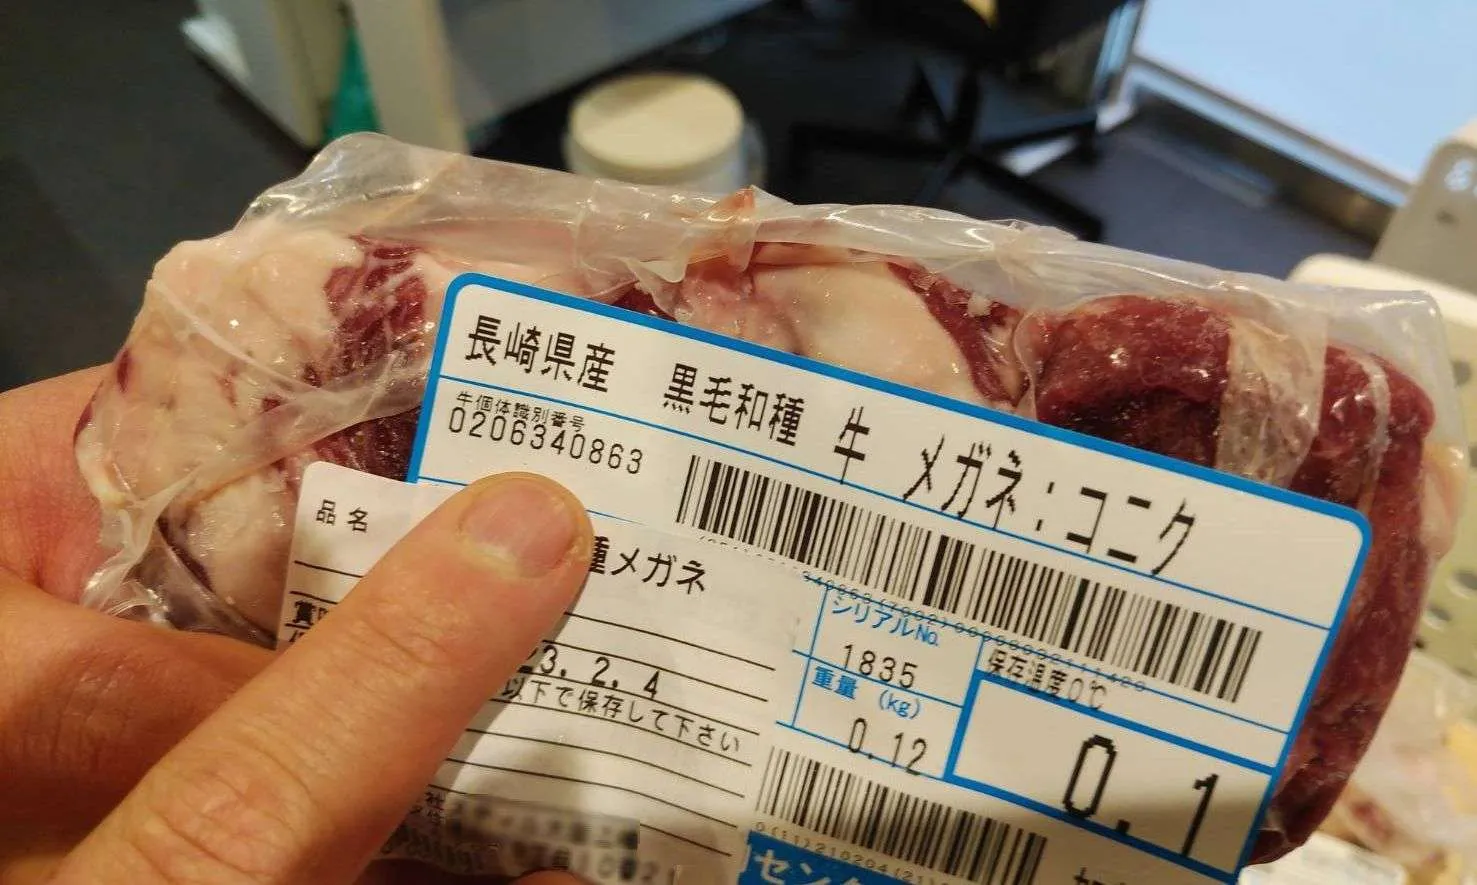 長崎県産 黒毛和種 牛 メガネ:コニク
牛個体識別番号
0206340863
シリアルNo.
1835
保存温度0℃
重量 (kg)
0.12
0.1
品名
種メガネ
3. 2. 4
以下で保存して下さい